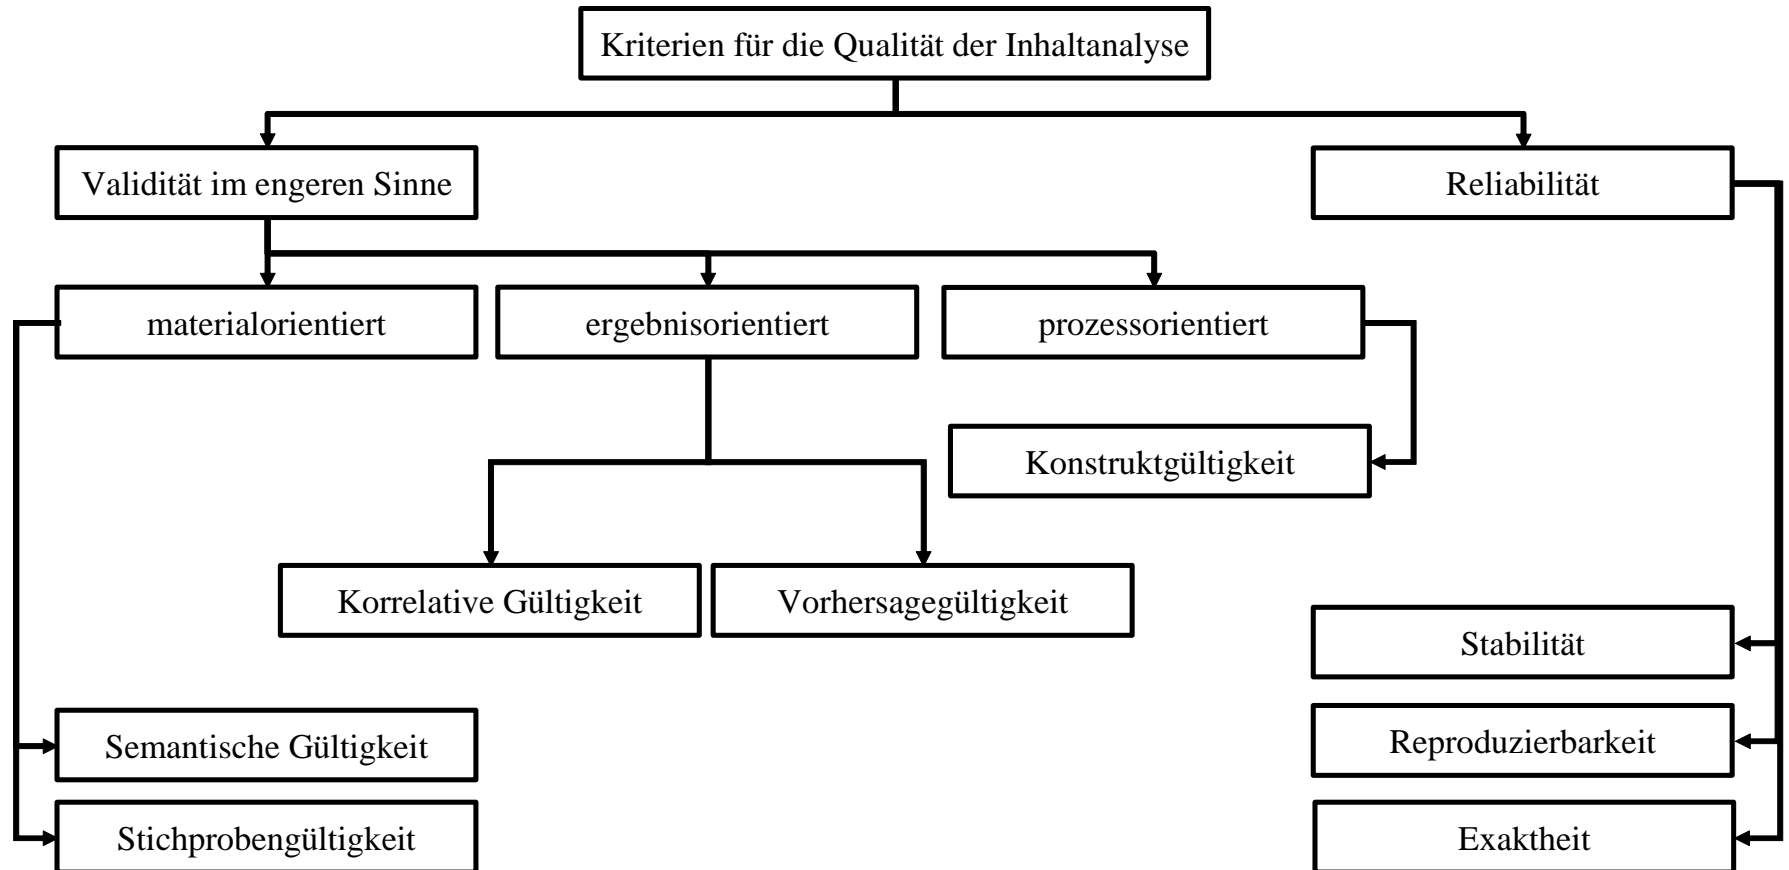 Kriterien für die Qualität der Inhaltanalyse
Validität im engeren Sinne
Reliabilität
materialorientiert
ergebnisorientiert
prozessorientiert
Konstruktgültigkeit
Korrelative Gültigkeit
Vorhersagegültigkeit
Stabilität
Semantische Gültigkeit
Reproduzierbarkeit
Stichprobengültigkeit
Exaktheit